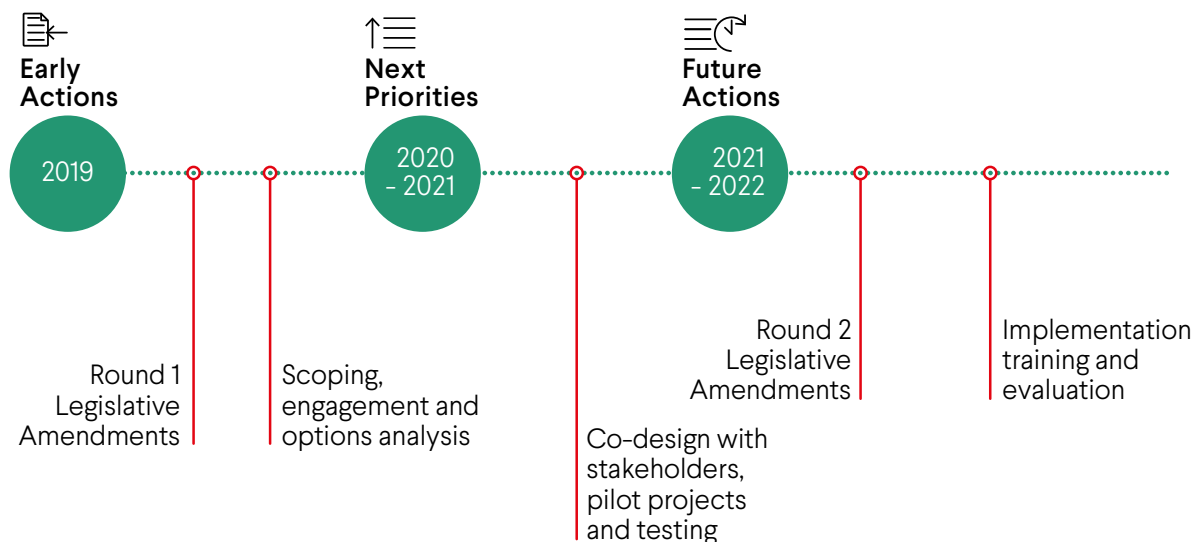 Early
Actions
Next
Priorities
Future
Actions
2019
2020
- 2021
2021
- 2022
Round 1
Legislative
Amendments
Scoping,
engagement and
options analysis
Co-design with
stakeholders,
pilot projects
and testing
Round 2
Legislative
Amendments
Implementation
training and
evaluation